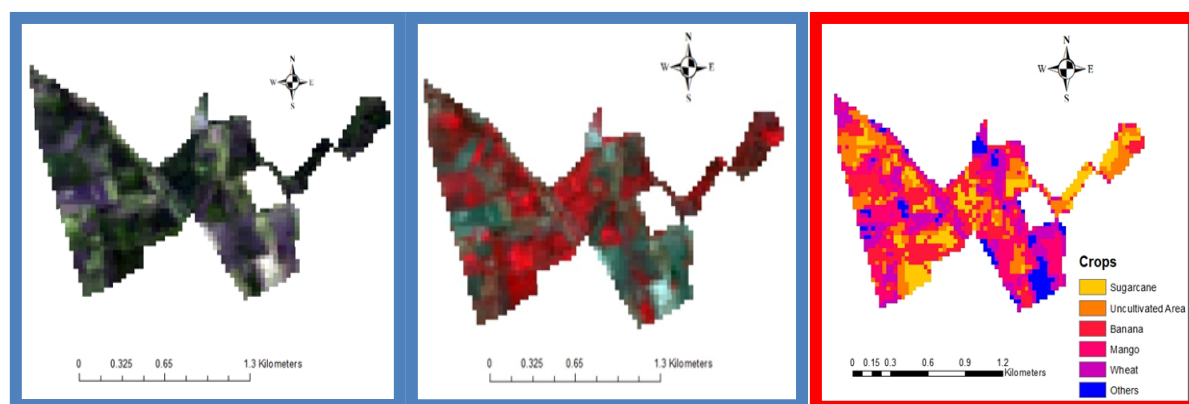 N
W E
S
0 0.325 0.65 1.3 Kilometers
N
W E
S
0 0.325 0.65 1.3 Kilometers
N
W E
S
Crops
Sugarcane
Uncultivated Area
Banana
Mango
Wheat
Others
0 0.15 0.3 0.6 0.9 1.2
Kilometers